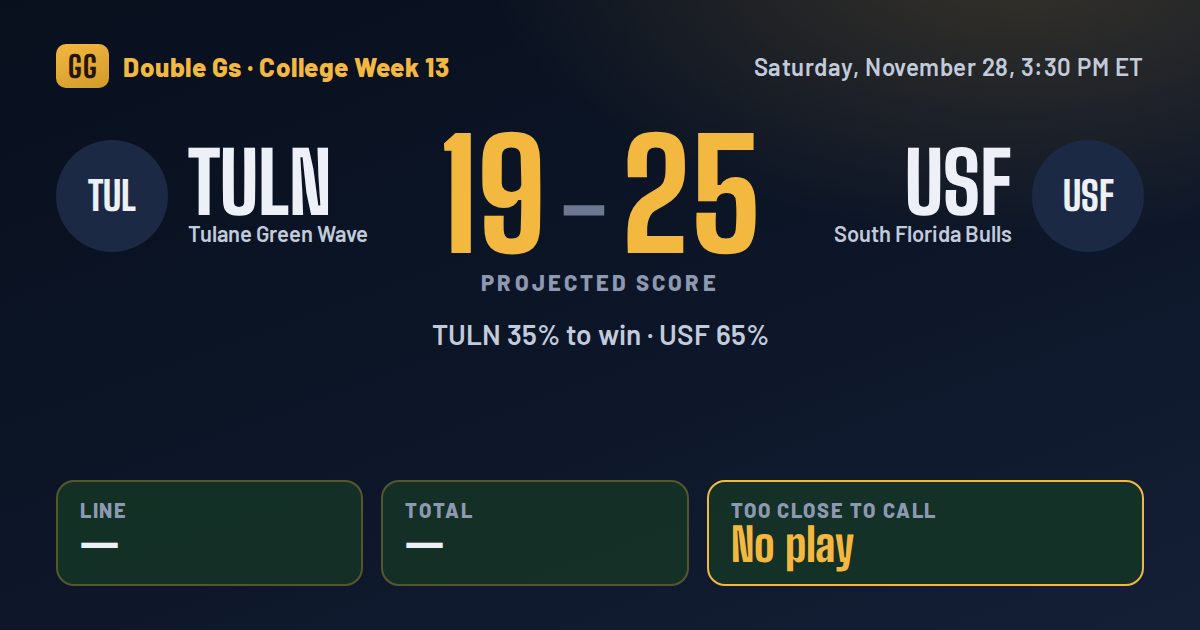 GG Double Gs · College Week 13
Saturday, November 28, 3:30 PM ET
TUL
TULN
Tulane Green Wave
19 – 25
PROJECTED SCORE
TULN 35% to win · USF 65%
USF
South Florida Bulls
USF
LINE
—
TOTAL
—
TOO CLOSE TO CALL
No play